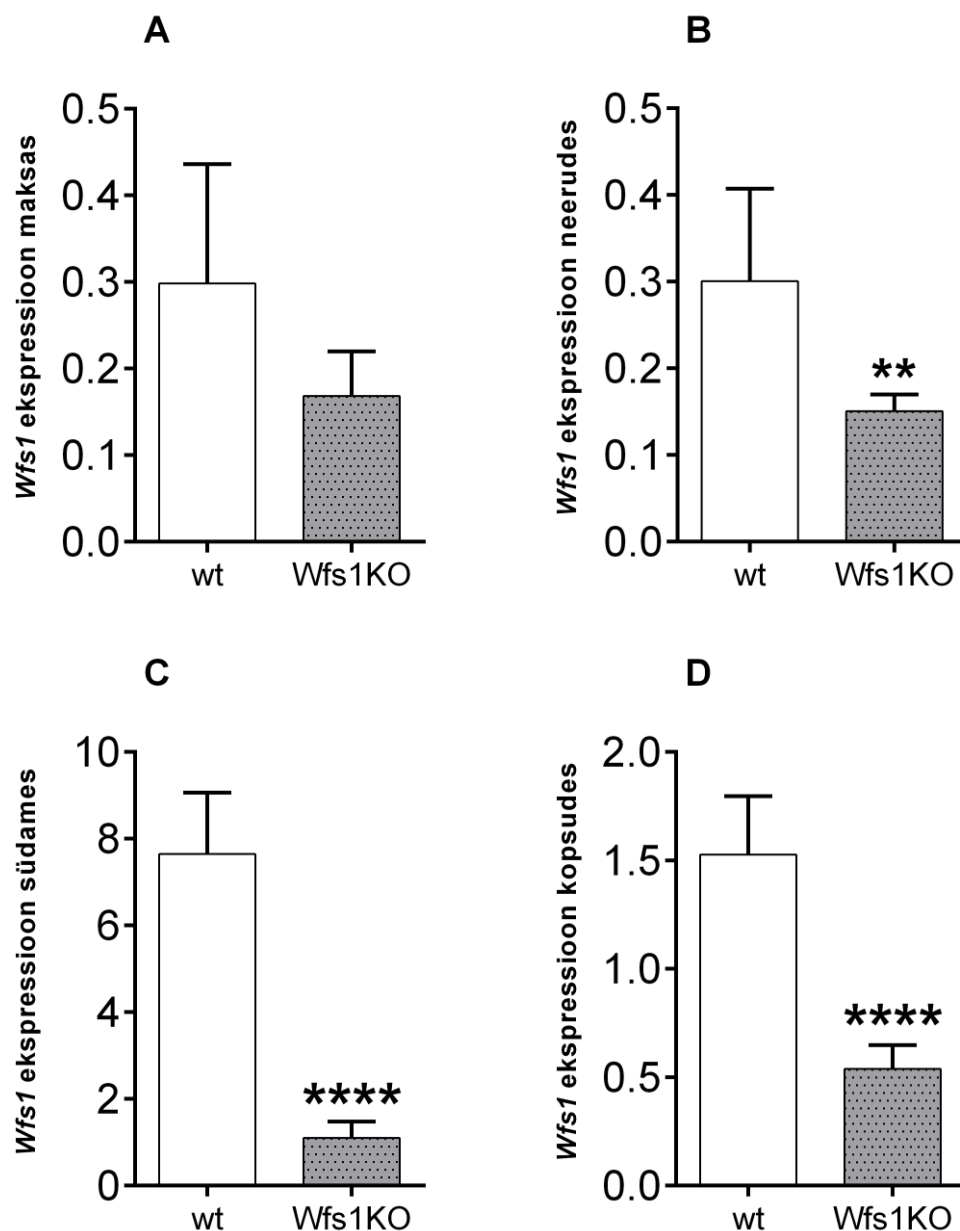 A
Wfs1 ekspressioon maksas
0.5
0.4
0.3
0.2
0.1
0.0
wt
Wfs1KO
B
Wfs1 ekspressioon neerudes
0.5
0.4
0.3
0.2
0.1
0.0
**
wt
Wfs1KO
C
Wfs1 ekspressioon südames
10
8
6
4
2
0
****
wt
Wfs1KO
D
Wfs1 ekspressioon kopsudes
2.0
1.5
1.0
0.5
0.0
****
wt
Wfs1KO